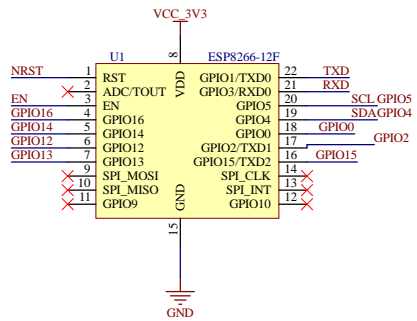 VCC_3V3
U1 ESP8266-12F
8
VDD
NRST 1 RST GPIO1/TXD0 22 TXD
2 ADC/TOUT GPIO3/RXD0 21 RXD
EN 3 EN GPIO5 20 SCL GPIO5
GPIO16 4 GPIO16 GPIO4 19 SDAGPIO4
GPIO14 5 GPIO14 GPIO0 18 GPIO0
GPIO12 6 GPIO12 GPIO2/TXD1 17 GPIO2
GPIO13 7 GPIO13 GPIO15/TXD2 16 GPIO15
9 SPI_MOSI SPI_CLK 14
10 SPI_MISO SPI_INT 13
11 GPIO9 GPIO10 12
GND
15
GND